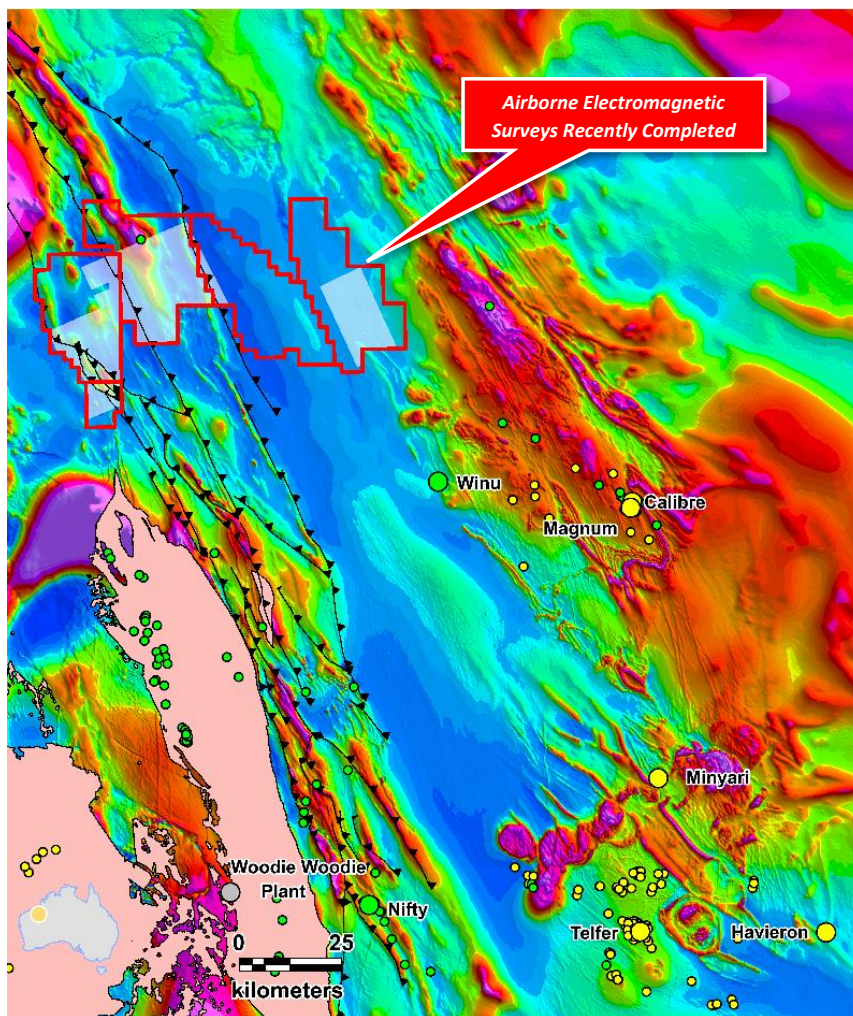 Airborne Electromagnetic
Surveys Recently Completed
Winu
Calibre
Magnum
Minyari
Woodie Woodie
Plant
Nifty
Telfer
Havieron
0 25
kilometers